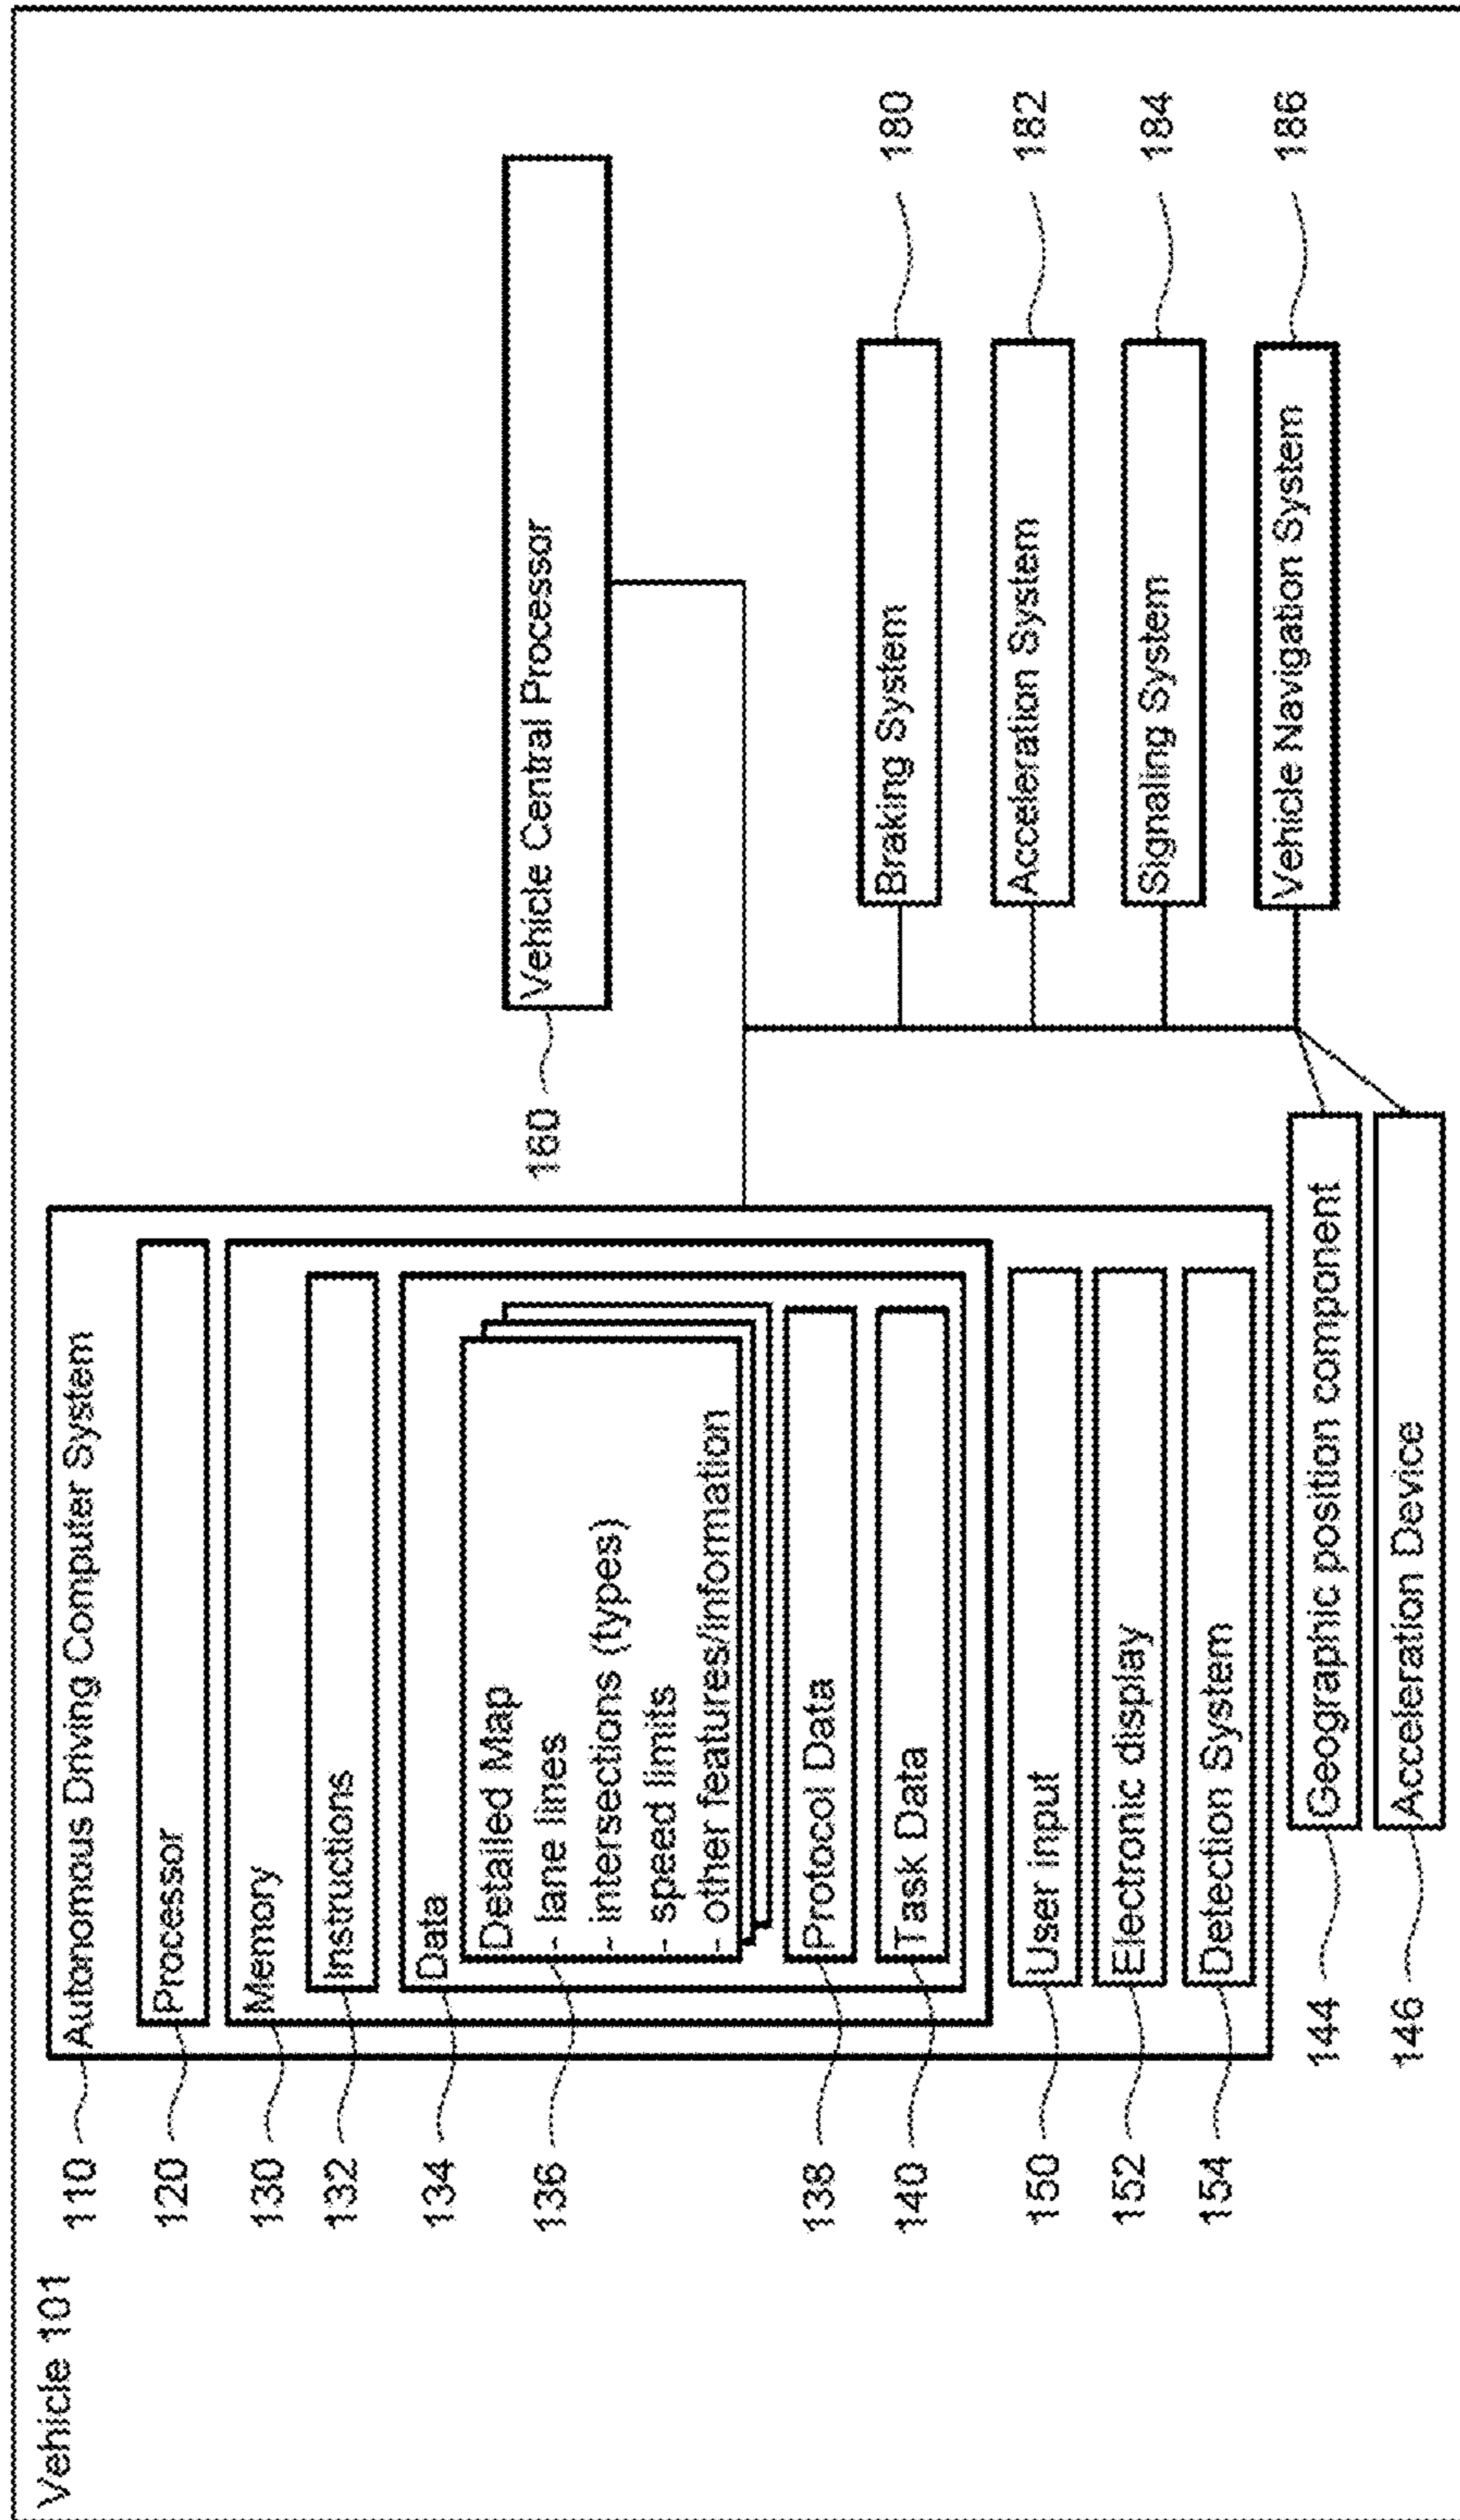 Vehicle 101
110
Autonomous Driving Computer System
120
Processor
130
Memory
132
Instructions
134
Data
136
Detailed Map
- lane lines
- intersections (types)
- speed limits
- other features/information
138
Protocol Data
140
Task Data
150
User input
152
Electronic display
154
Detection System
144
Geographic position component
146
Acceleration Device
160
Vehicle Central Processor
Braking System
180
Acceleration System
182
Signaling System
184
Vehicle Navigation System
186